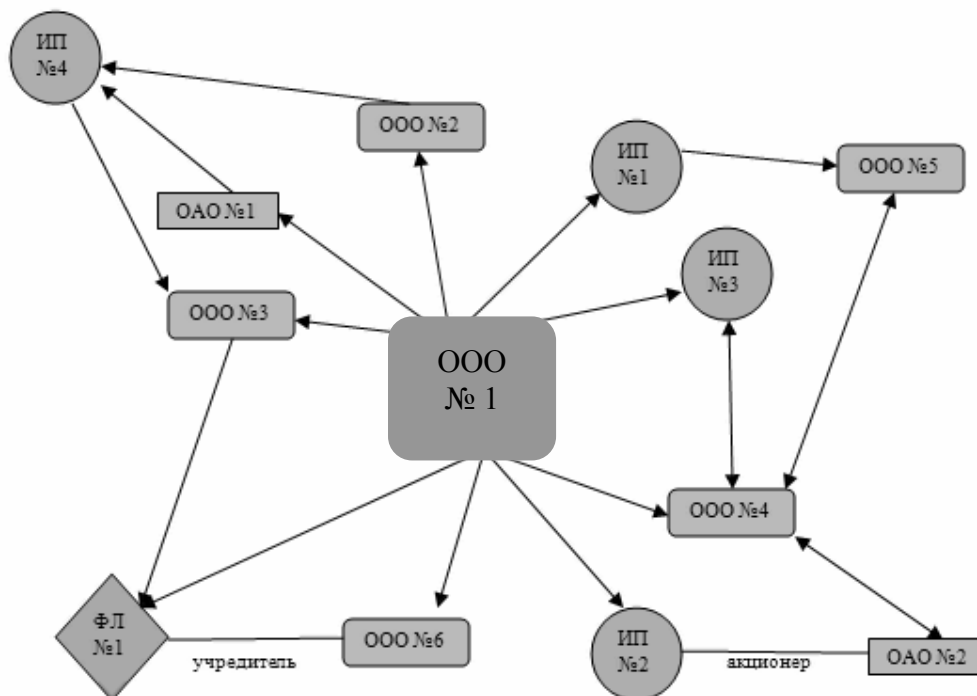 ИП
№4
ООО №2
ИП
№1
ООО №5
ОАО №1
ИП
№3
ООО №3
ООО
№ 1
ООО №4
ФЛ
№1
учредитель
ООО №6
ИП
№2
акционер
ОАО №2